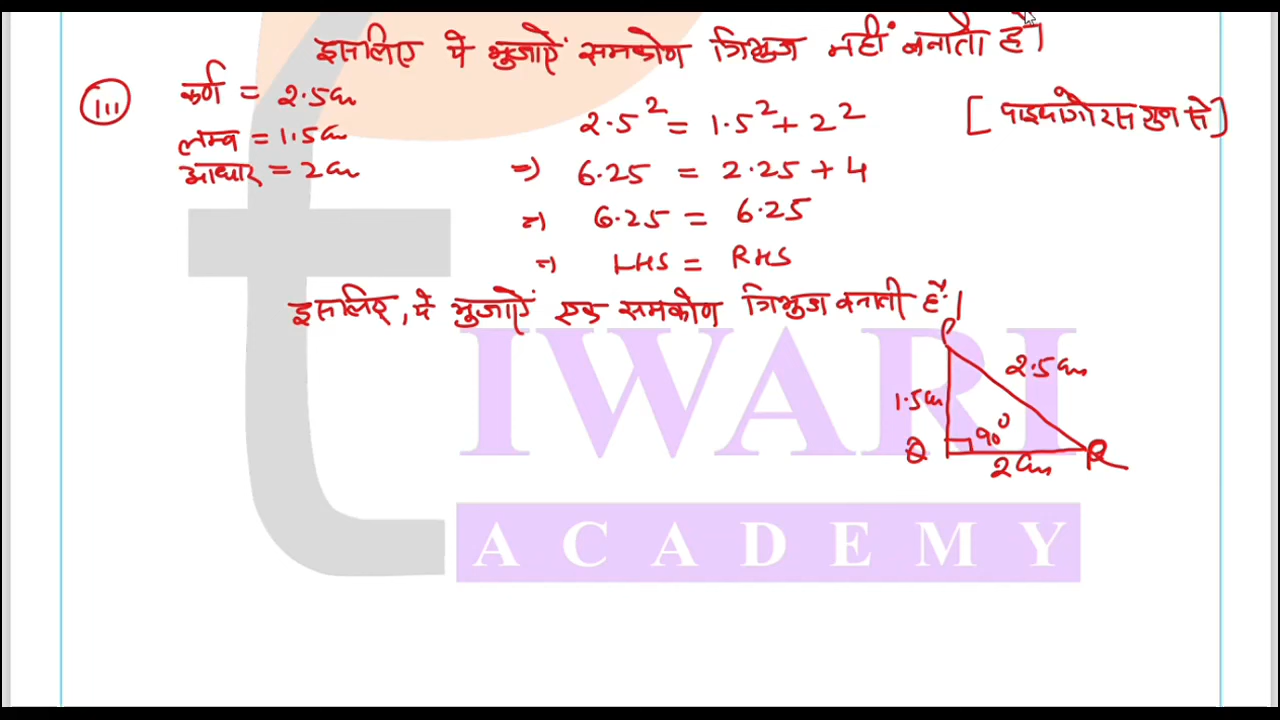 इसलिए ये भुजाएँ समकोण त्रिभुज नहीं बनाती है।
(iii) कर्ण = 2.5cm
लम्ब = 1.5cm
आधार = 2cm
2.5² = 1.5² + 2² [पाइथागोरस गुण से]
=) 6.25 = 2.25 + 4
=) 6.25 = 6.25
=) LHS = RHS
इसलिए, ये भुजाएँ एक समकोण त्रिभुज बनाती है।
P
2.5cm
1.5cm
90°
Q R
2cm
t
IWARI
ACADEMY